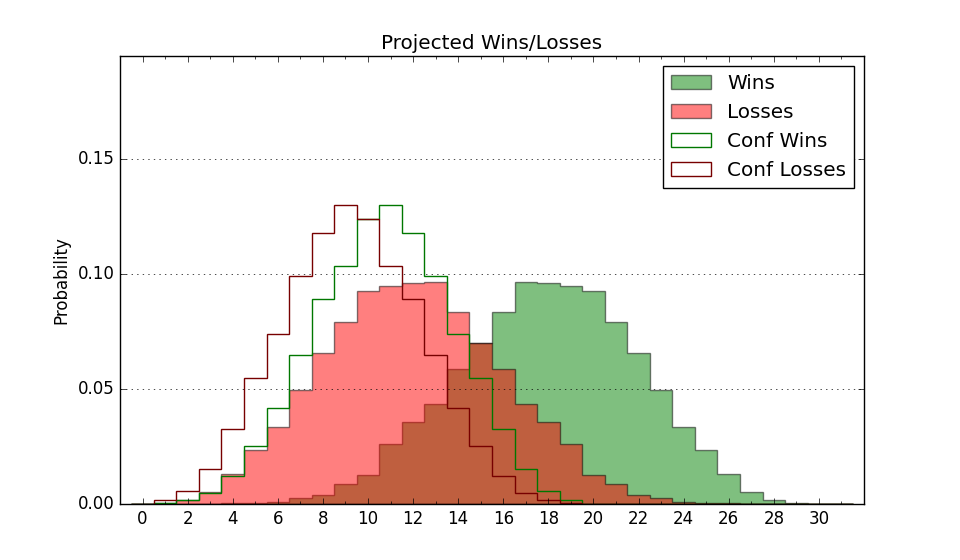 Projected Wins/Losses
Wins
Losses
Conf Wins
Conf Losses
Probability
0.15
0.10
0.05
0.00
0 2 4 6 8 10 12 14 16 18 20 22 24 26 28 30